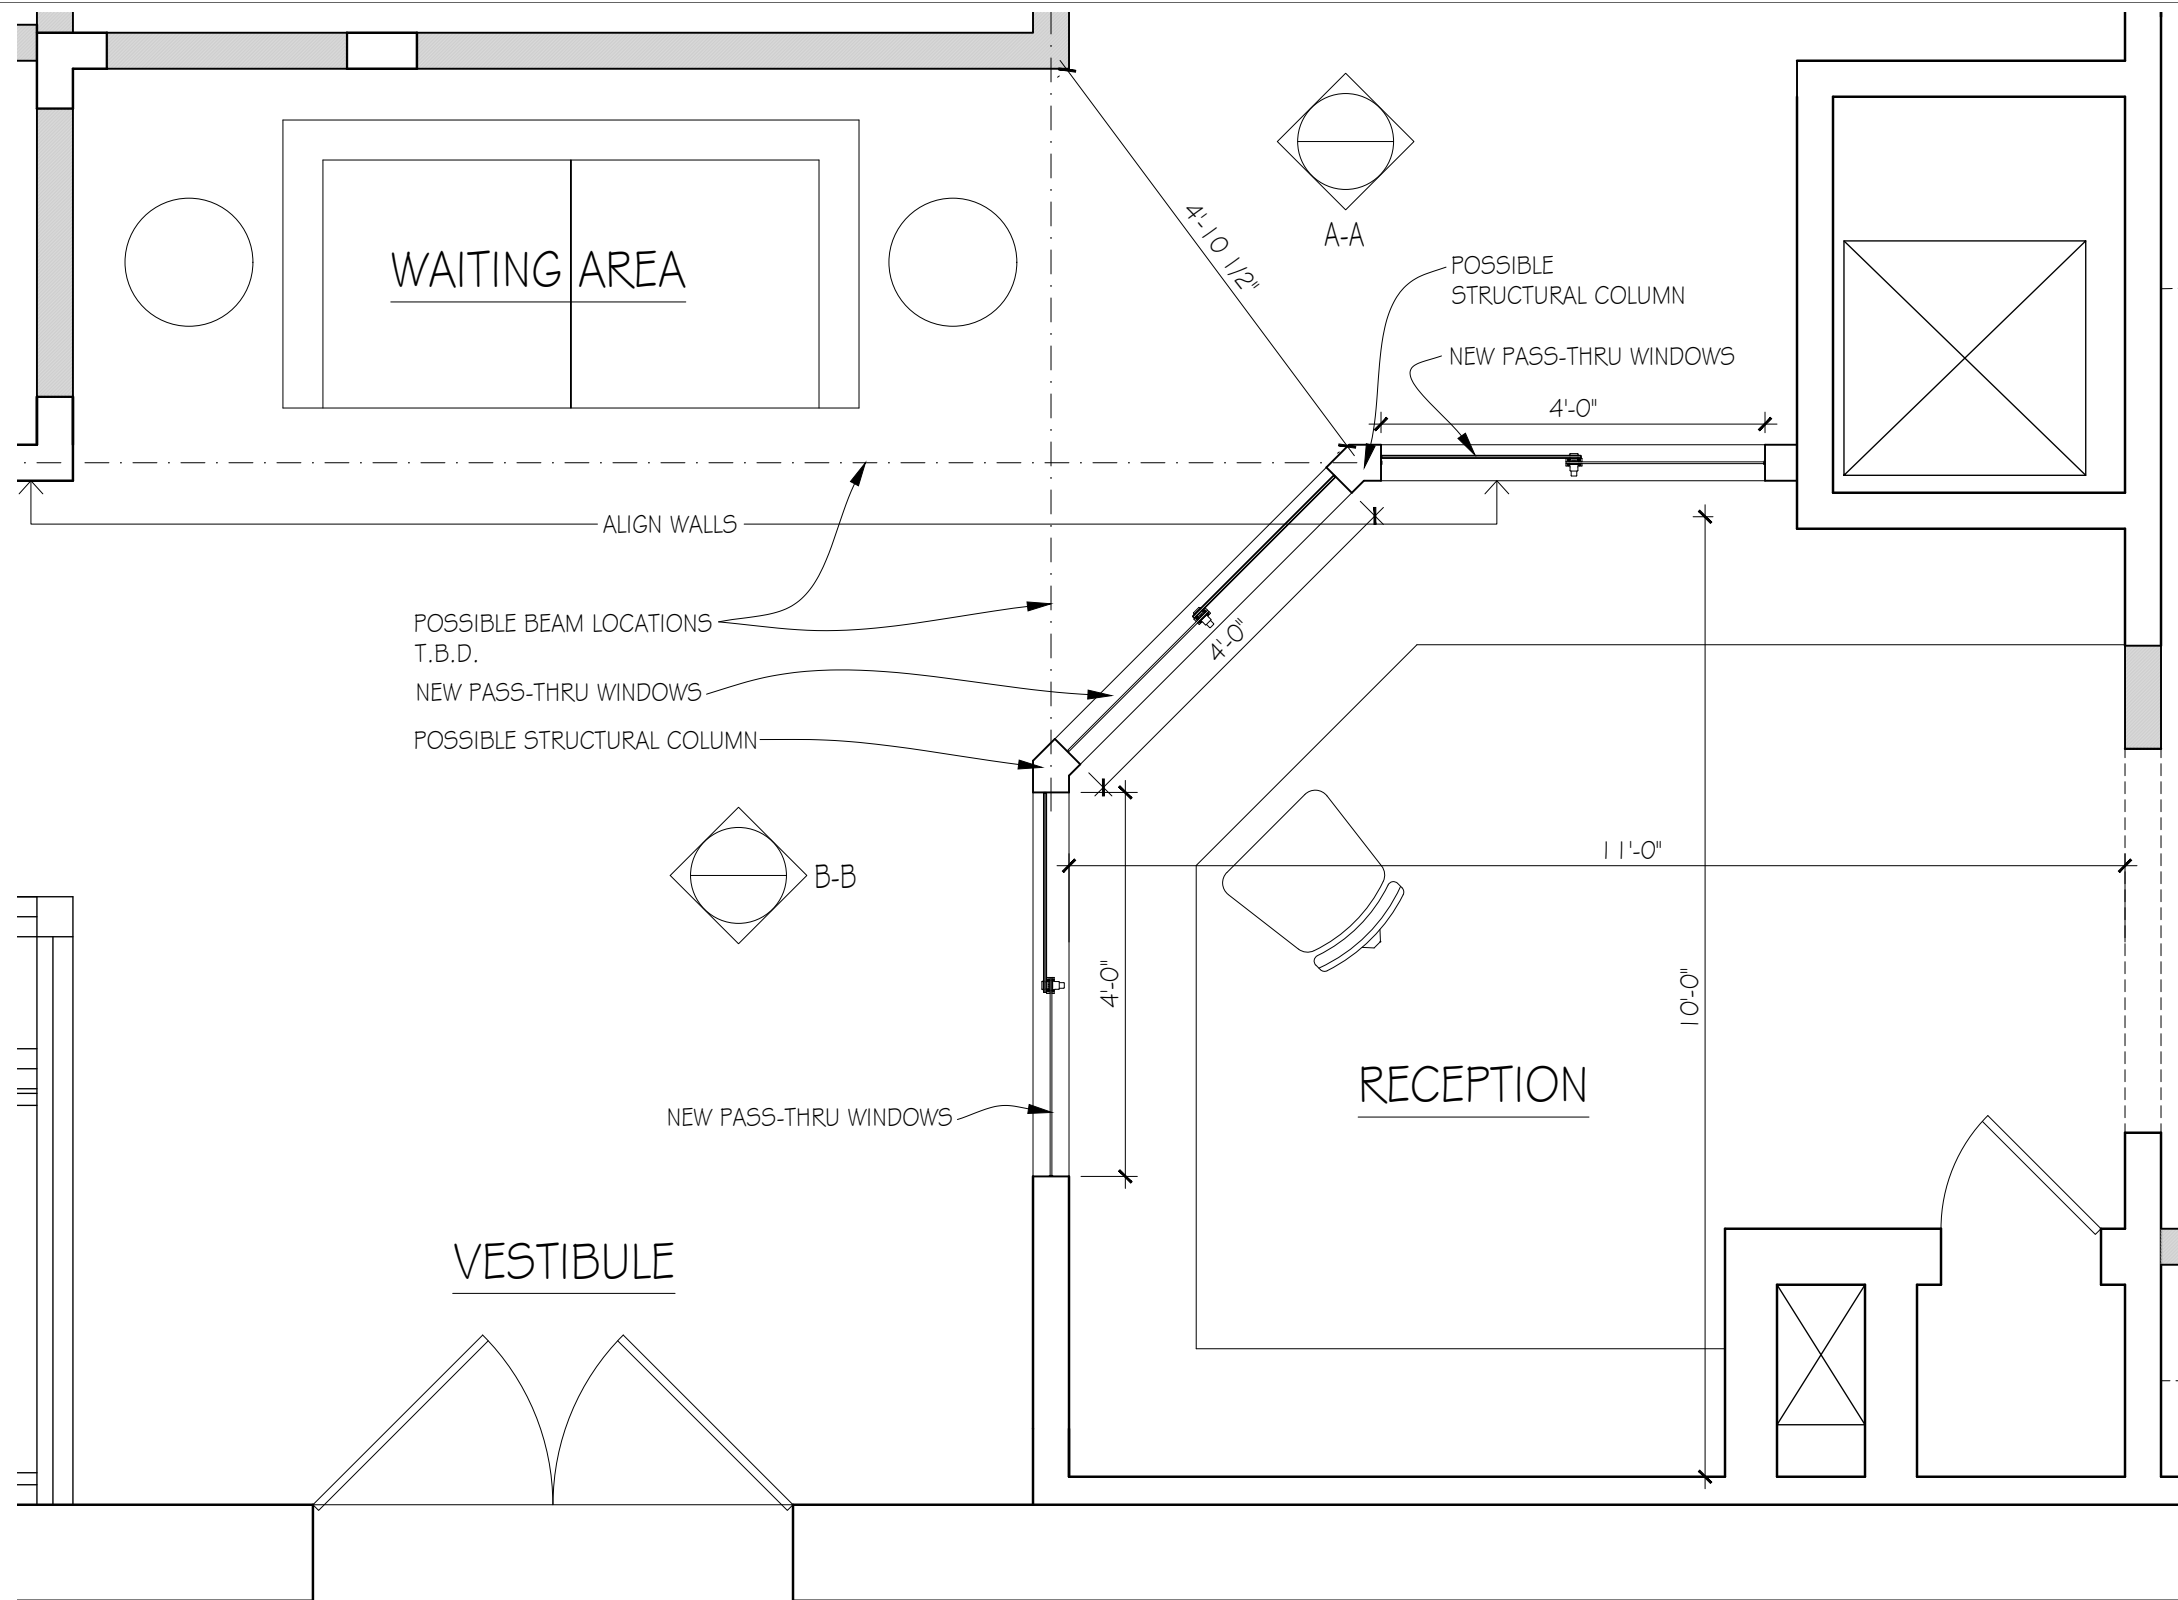 WAITING AREA
4'-10 1/2"
A-A
POSSIBLE
STRUCTURAL COLUMN
NEW PASS-THRU WINDOWS
4'-0"
ALIGN WALLS
POSSIBLE BEAM LOCATIONS
T.B.D.
4'-0"
NEW PASS-THRU WINDOWS
POSSIBLE STRUCTURAL COLUMN
B-B
11'-0"
4'-0"
10'-0"
RECEPTION
NEW PASS-THRU WINDOWS
VESTIBULE